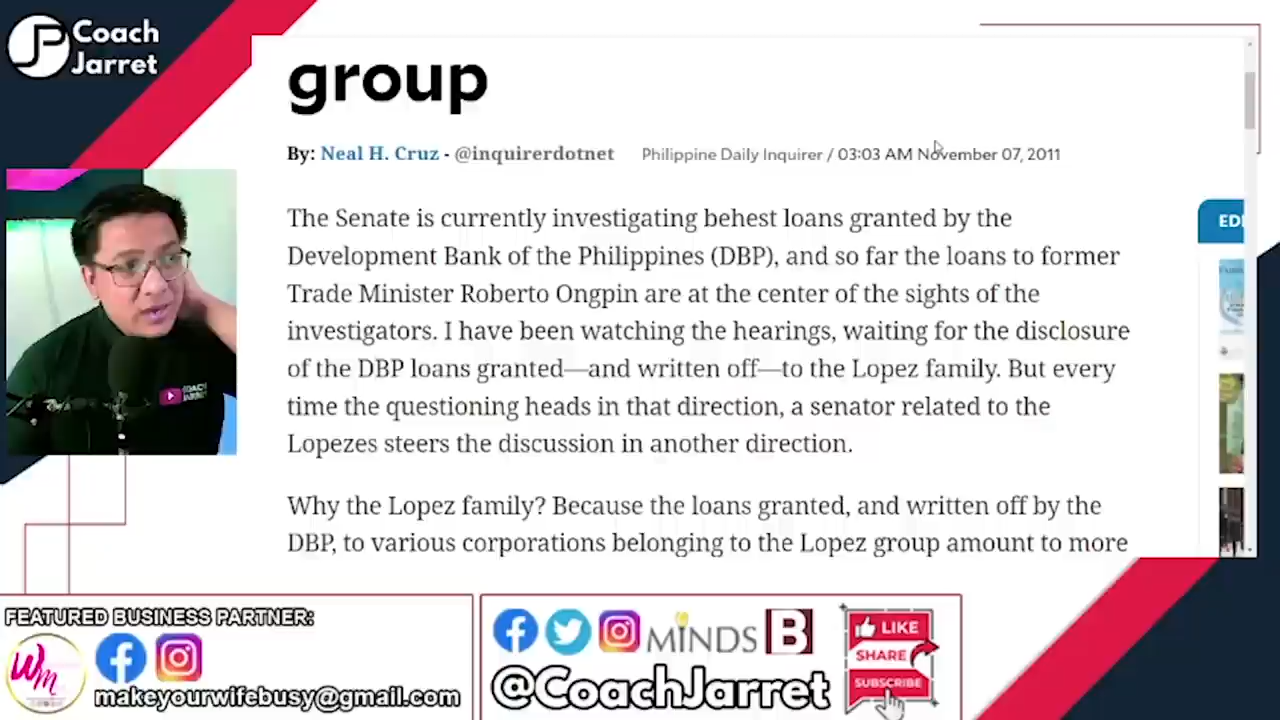 Coach
Jarret
group
By: Neal H. Cruz - @inquirerdotnet Philippine Daily Inquirer / 03:03 AM November 07, 2011
The Senate is currently investigating behest loans granted by the
Development Bank of the Philippines (DBP), and so far the loans to former
Trade Minister Roberto Ongpin are at the center of the sights of the
investigators. I have been watching the hearings, waiting for the disclosure
of the DBP loans granted—and written off—to the Lopez family. But every
time the questioning heads in that direction, a senator related to the
Lopezes steers the discussion in another direction.
Why the Lopez family? Because the loans granted, and written off by the
DBP, to various corporations belonging to the Lopez group amount to more
EDI
COACH
JARRET
FEATURED BUSINESS PARTNER:
Wm
makeyourwifebusy@gmail.com
MINDS B
@CoachJarret
LIKE
SHARE
SUBSCRIBE